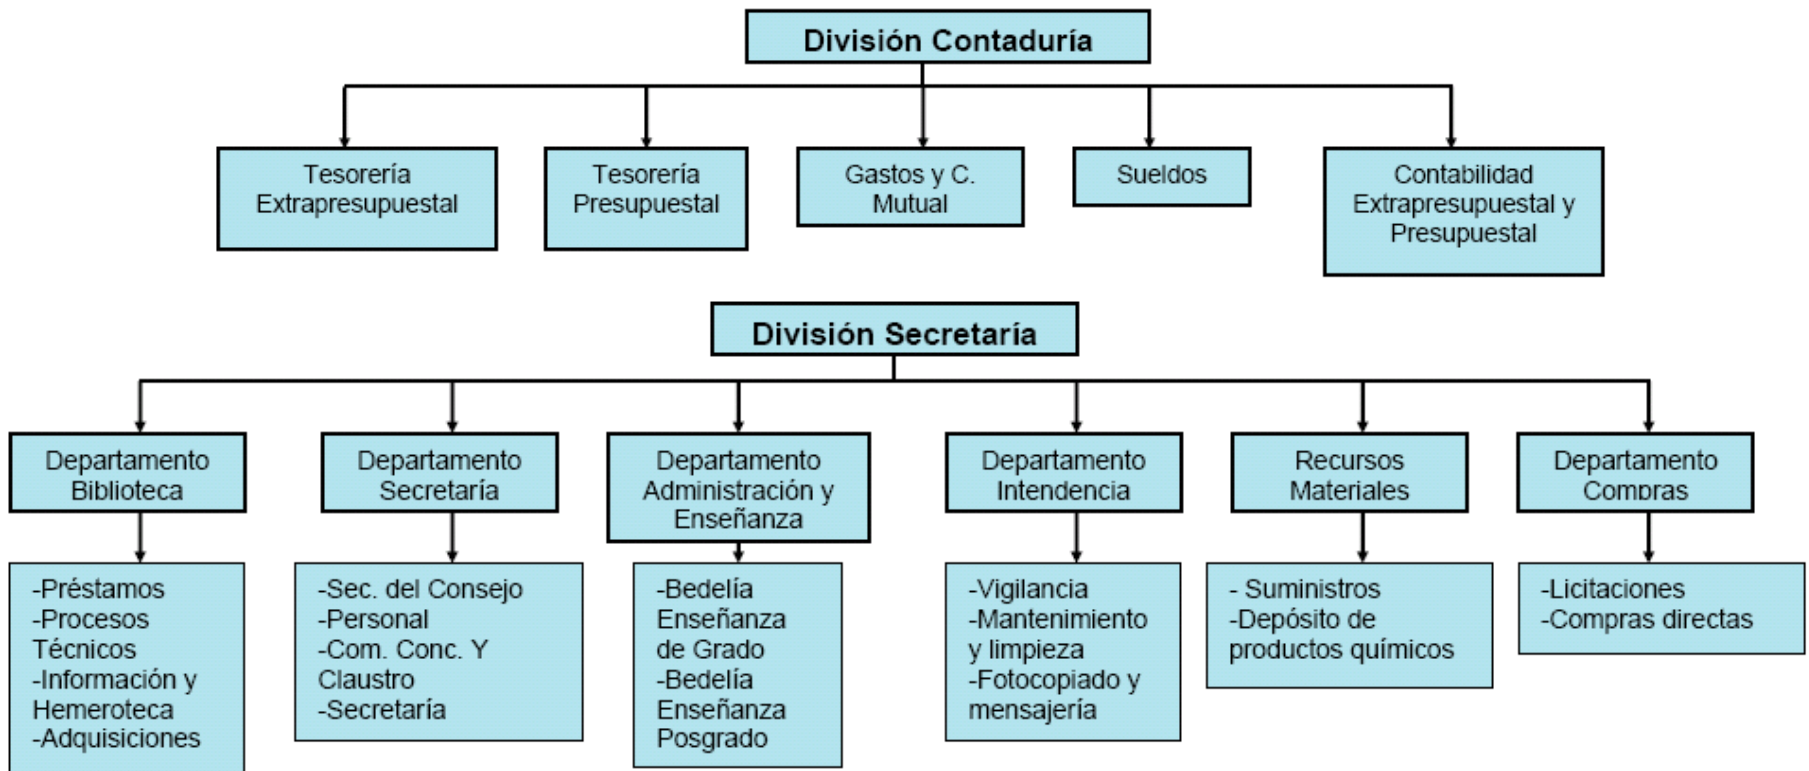 División Contaduría
Tesorería
Extrapresupuestal
Tesorería
Presupuestal
Gastos y C.
Mutual
Sueldos
Contabilidad
Extrapresupuestal y
Presupuestal
División Secretaría
Departamento
Biblioteca
Departamento
Secretaría
Departamento
Administración y
Enseñanza
Departamento
Intendencia
Recursos
Materiales
Departamento
Compras
-Préstamos
-Procesos
Técnicos
-Información y
Hemeroteca
-Adquisiciones
-Sec. del Consejo
-Personal
-Com. Conc. Y
Claustro
-Secretaría
-Bedelía
Enseñanza
de Grado
-Bedelía
Enseñanza
Posgrado
-Vigilancia
-Mantenimiento
y limpieza
-Fotocopiado y
mensajería
- Suministros
-Depósito de
productos químicos
-Licitaciones
-Compras directas